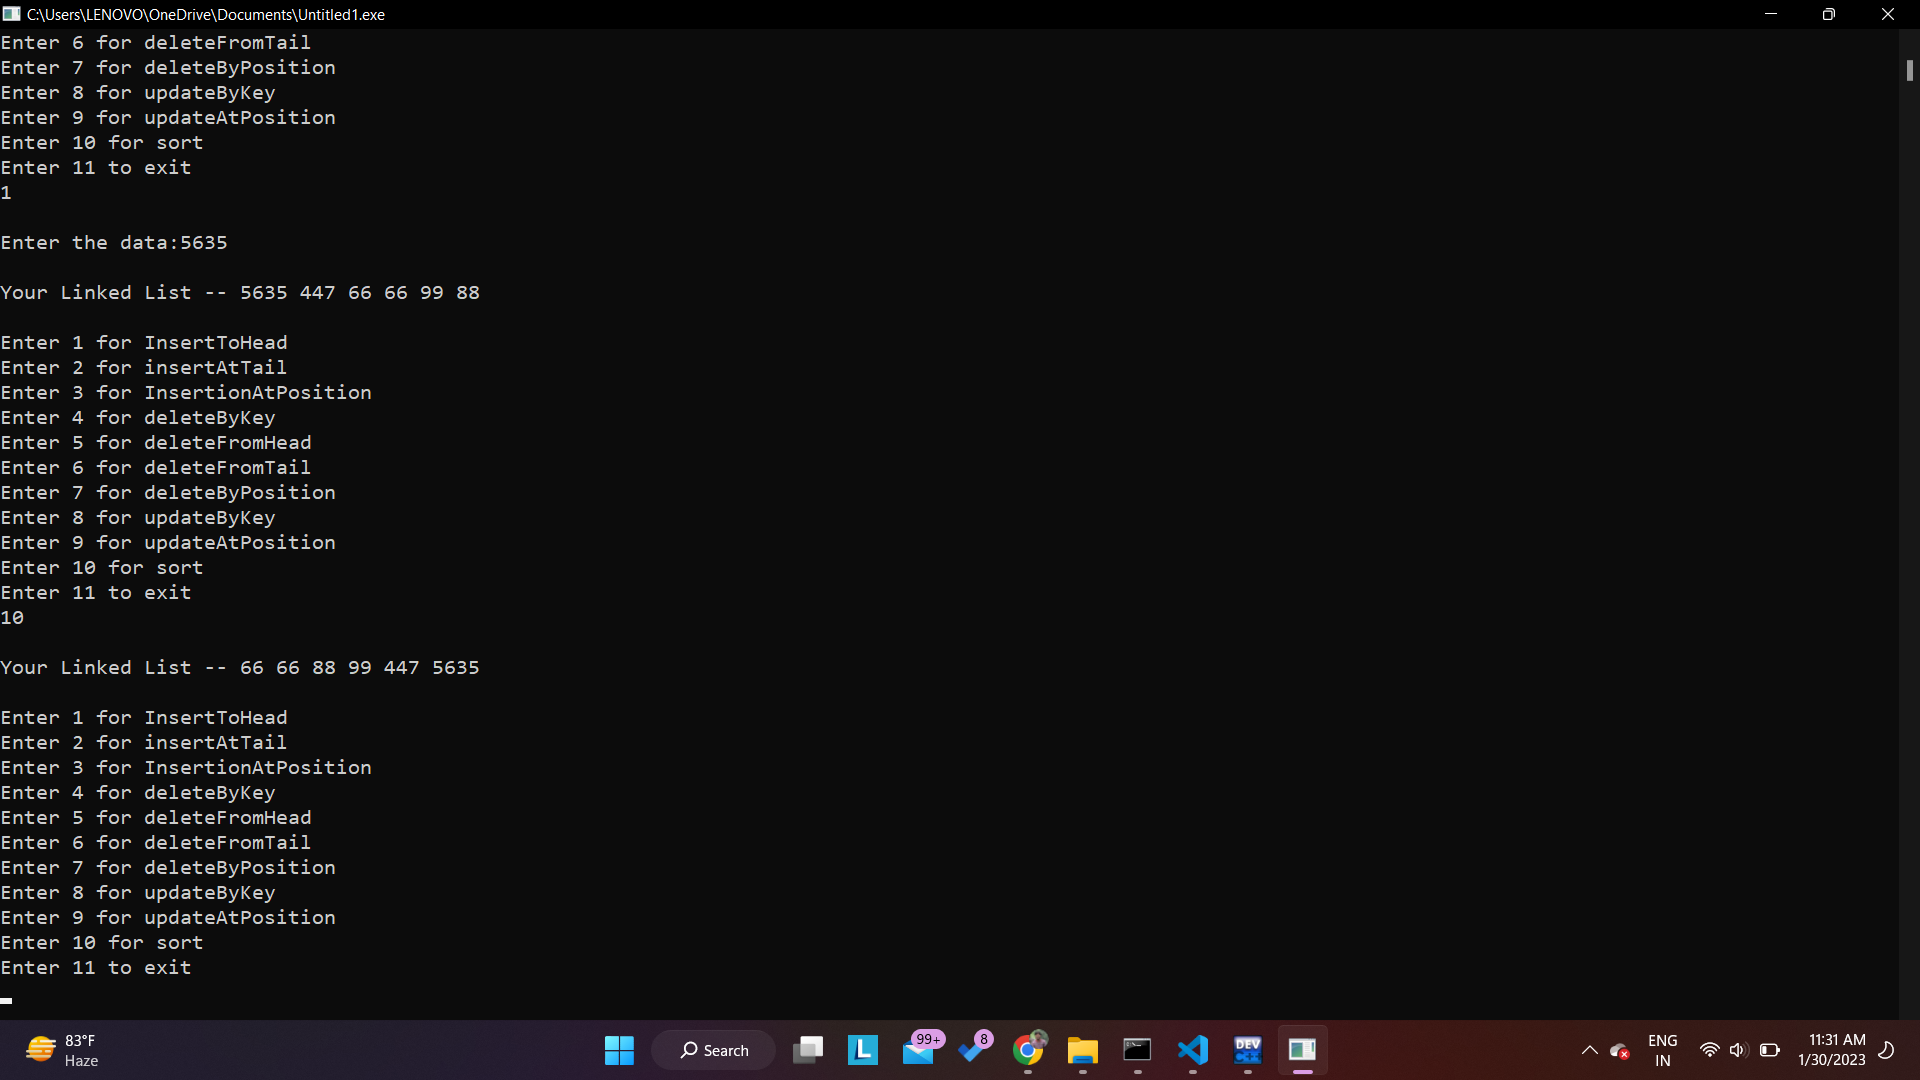 C:\Users\LENOVO\OneDrive\Documents\Untitled1.exe
Enter 6 for deleteFromTail
Enter 7 for deleteByPosition
Enter 8 for updateByKey
Enter 9 for updateAtPosition
Enter 10 for sort
Enter 11 to exit
1
Enter the data:5635
Your Linked List -- 5635 447 66 66 99 88
Enter 1 for InsertToHead
Enter 2 for insertAtTail
Enter 3 for InsertionAtPosition
Enter 4 for deleteByKey
Enter 5 for deleteFromHead
Enter 6 for deleteFromTail
Enter 7 for deleteByPosition
Enter 8 for updateByKey
Enter 9 for updateAtPosition
Enter 10 for sort
Enter 11 to exit
10
Your Linked List -- 66 66 88 99 447 5635
Enter 1 for InsertToHead
Enter 2 for insertAtTail
Enter 3 for InsertionAtPosition
Enter 4 for deleteByKey
Enter 5 for deleteFromHead
Enter 6 for deleteFromTail
Enter 7 for deleteByPosition
Enter 8 for updateByKey
Enter 9 for updateAtPosition
Enter 10 for sort
Enter 11 to exit
83°F
Haze
Search
L
99+
8
DEV
C++
ENG
IN
11:31 AM
1/30/2023